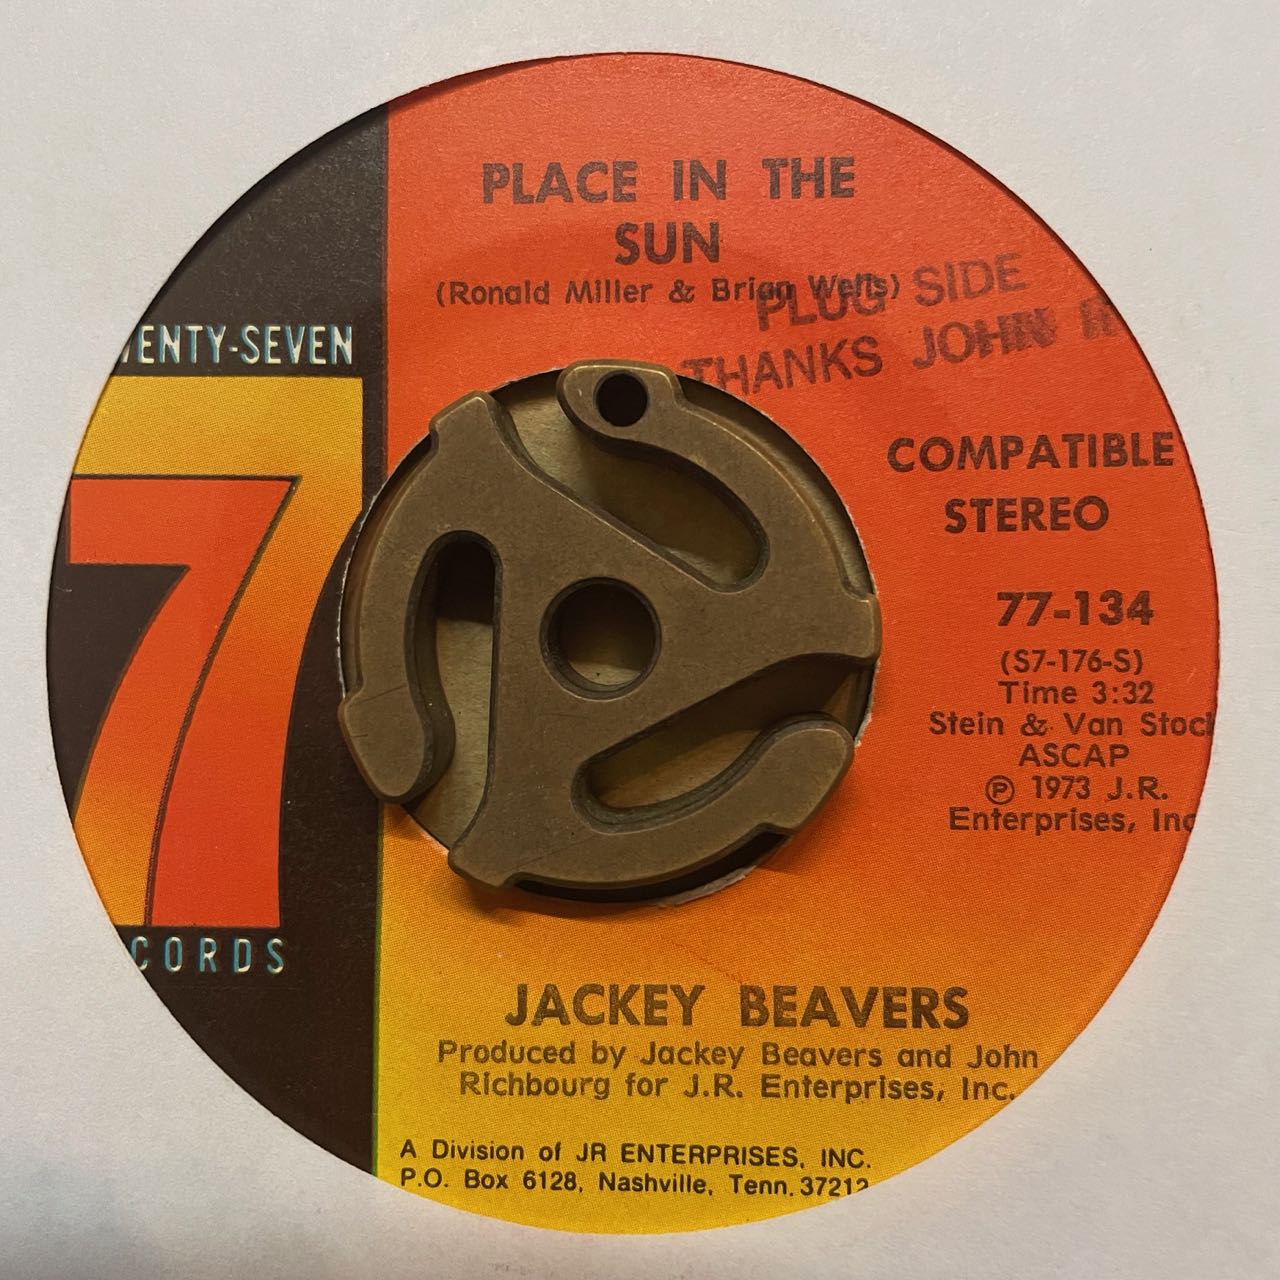 PLACE IN THE
SUN
(Ronald Miller & Brian Wells)
PLUG SIDE
THANKS JOHN R
ENTY-SEVEN
7
CORDS
COMPATIBLE
STEREO
77-134
(S7-176-S)
Time 3:32
Stein & Van Stock
ASCAP
Ⓟ 1973 J.R.
Enterprises, Inc
JACKEY BEAVERS
Produced by Jackey Beavers and John
Richbourg for J.R. Enterprises, Inc.
A Division of JR ENTERPRISES, INC.
P.O. Box 6128, Nashville, Tenn. 37212